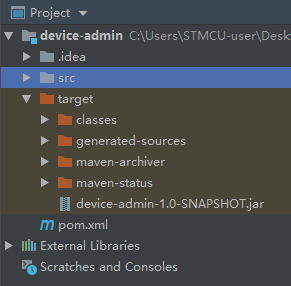 Project
device-admin C:\Users\STMCU-user\Desk
.idea
src
target
classes
generated-sources
maven-archiver
maven-status
device-admin-1.0-SNAPSHOT.jar
pom.xml
External Libraries
Scratches and Consoles